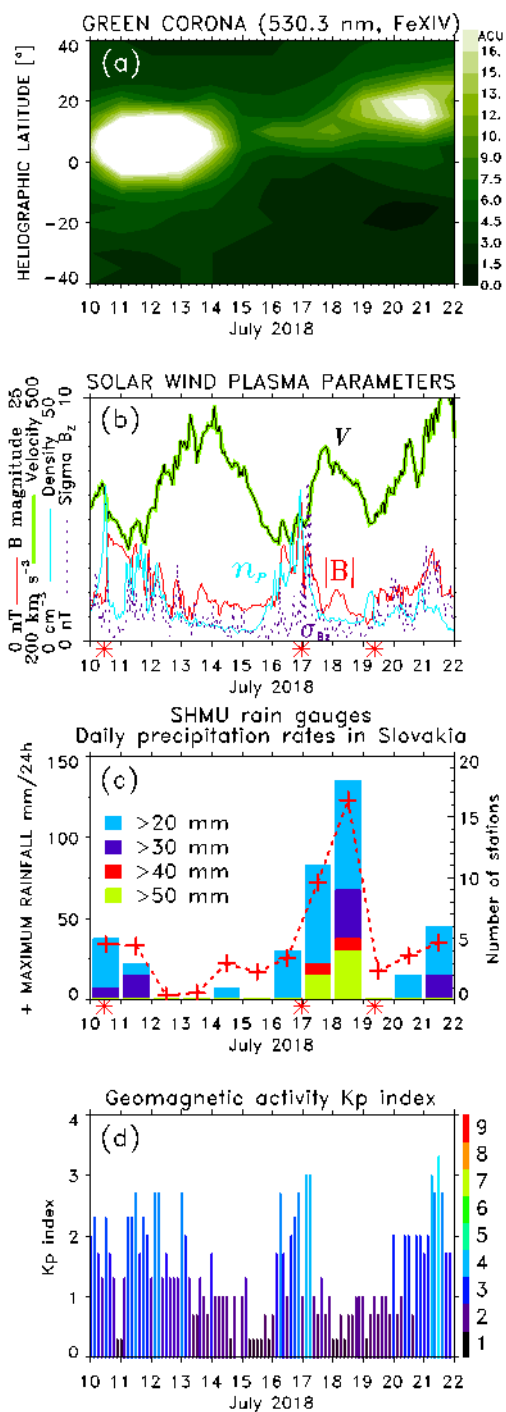 GREEN CORONA (530.3 nm, FeXIV)
HELIOGRAPHIC LATITUDE [°]
40
20
0
−20
−40
(a)
ACU
16.
15.
13.
12.
10.
9.0
7.5
6.0
4.5
3.0
1.5
0.0
10 11 12 13 14 15 16 17 18 19 20 21 22
July 2018
SOLAR WIND PLASMA PARAMETERS
0 nT B magnitude 25
200 km s⁻¹ Velocity 500
0 cm⁻³ Density 50
0 nT Sigma Bz 10
(b)
V
nP
|B|
σBz
10 11 12 13 14 15 16 17 18 19 20 21 22
July 2018
SHMU rain gauges
Daily precipitation rates in Slovakia
+ MAXIMUM RAINFALL mm/24h
150
100
50
0
(c)
>20 mm
>30 mm
>40 mm
>50 mm
20
15
10
5
0
Number of stations
10 11 12 13 14 15 16 17 18 19 20 21 22
July 2018
Geomagnetic activity Kp index
Kp index
4
3
2
1
0
(d)
9
8
7
6
5
4
3
2
1
10 11 12 13 14 15 16 17 18 19 20 21 22
July 2018